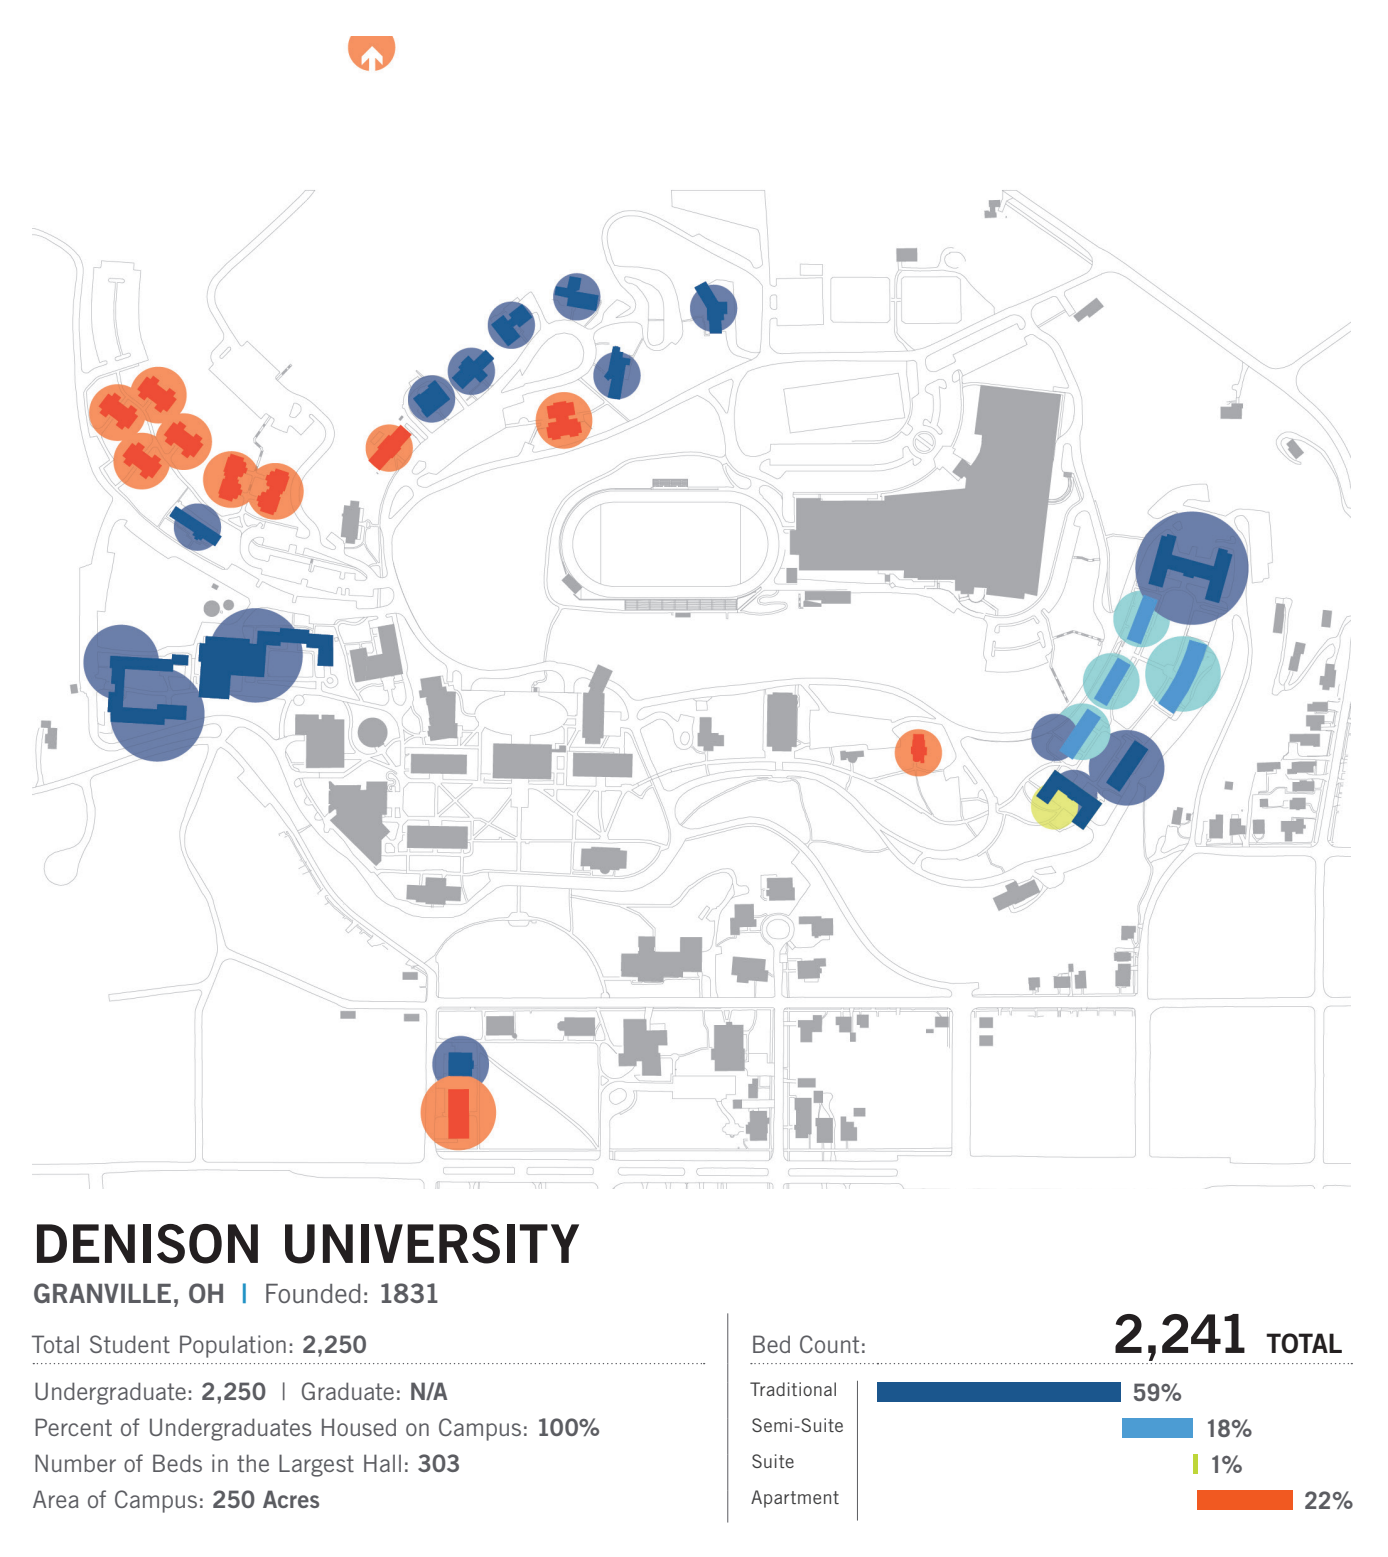 DENISON UNIVERSITY
GRANVILLE, OH | Founded: 1831
Total Student Population: 2,250
Undergraduate: 2,250 | Graduate: N/A
Percent of Undergraduates Housed on Campus: 100%
Number of Beds in the Largest Hall: 303
Area of Campus: 250 Acres
Bed Count: 2,241 TOTAL
Traditional 59%
Semi-Suite 18%
Suite 1%
Apartment 22%